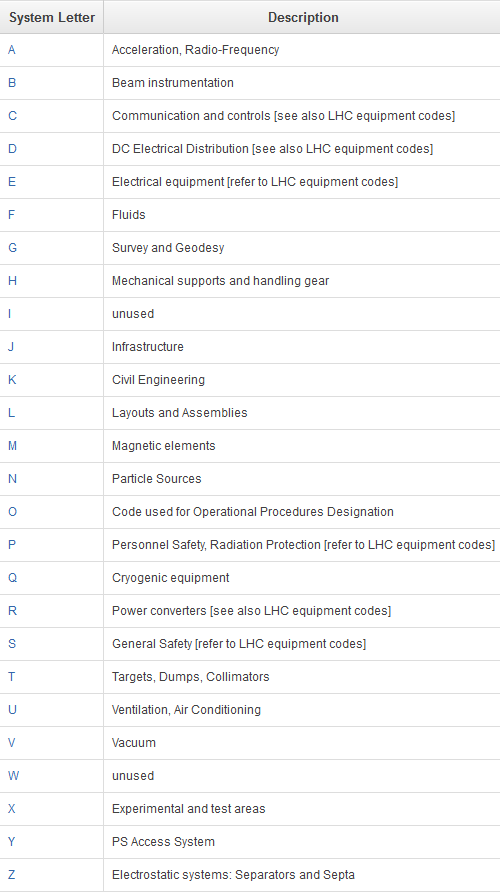 System Letter Description
A Acceleration, Radio-Frequency
B Beam instrumentation
C Communication and controls [see also LHC equipment codes]
D DC Electrical Distribution [see also LHC equipment codes]
E Electrical equipment [refer to LHC equipment codes]
F Fluids
G Survey and Geodesy
H Mechanical supports and handling gear
I unused
J Infrastructure
K Civil Engineering
L Layouts and Assemblies
M Magnetic elements
N Particle Sources
O Code used for Operational Procedures Designation
P Personnel Safety, Radiation Protection [refer to LHC equipment codes]
Q Cryogenic equipment
R Power converters [see also LHC equipment codes]
S General Safety [refer to LHC equipment codes]
T Targets, Dumps, Collimators
U Ventilation, Air Conditioning
V Vacuum
W unused
X Experimental and test areas
Y PS Access System
Z Electrostatic systems: Separators and Septa